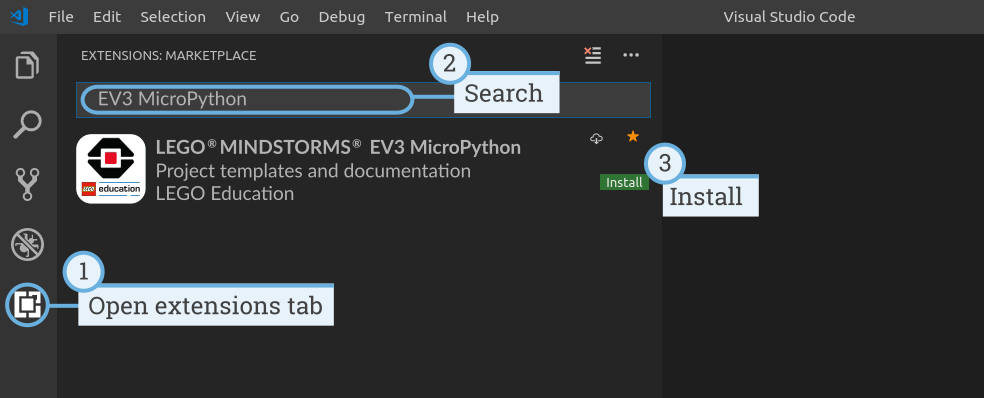 File Edit Selection View Go Debug Terminal Help Visual Studio Code
EXTENSIONS: MARKETPLACE
2
Search
EV3 MicroPython
LEGO®MINDSTORMS® EV3 MicroPython
Project templates and documentation
LEGO Education
LEGO education
Install
3
Install
1
Open extensions tab